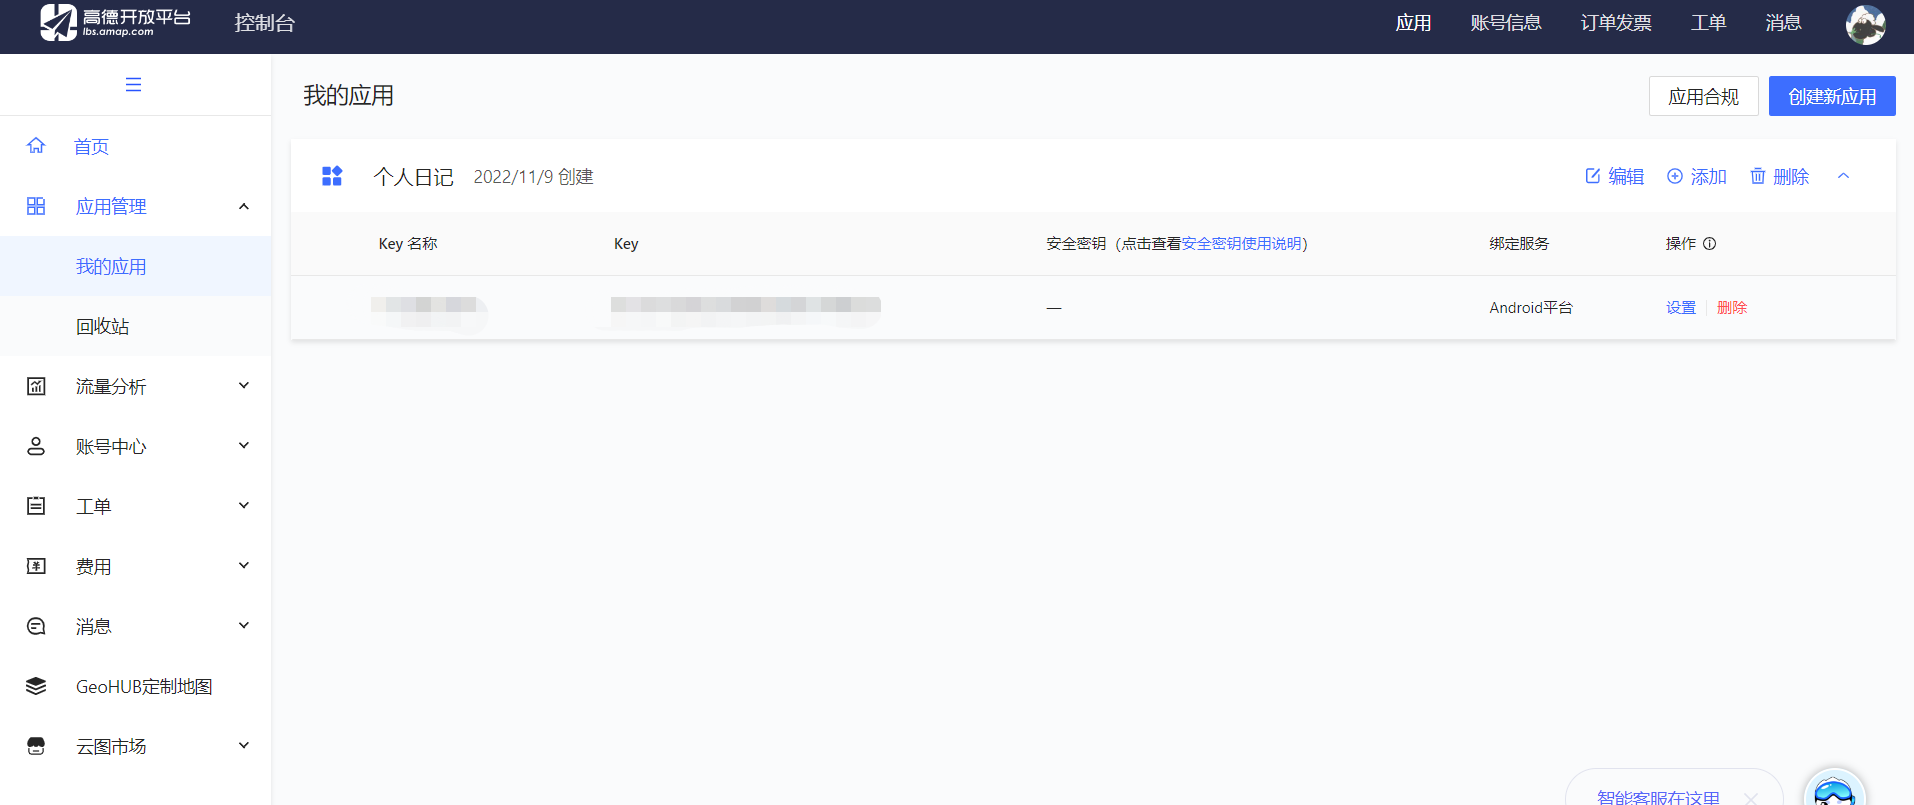 高德开放平台
lbs.amap.com
控制台
应用
账号信息
订单发票
工单
消息
首页
应用管理
我的应用
回收站
流量分析
账号中心
工单
费用
消息
GeoHUB定制地图
云图市场
我的应用
应用合规
创建新应用
个人日记 2022/11/9 创建
编辑
添加
删除
Key 名称
Key
安全密钥（点击查看安全密钥使用说明）
绑定服务
操作
—
Android平台
设置
删除
智能客服在这里